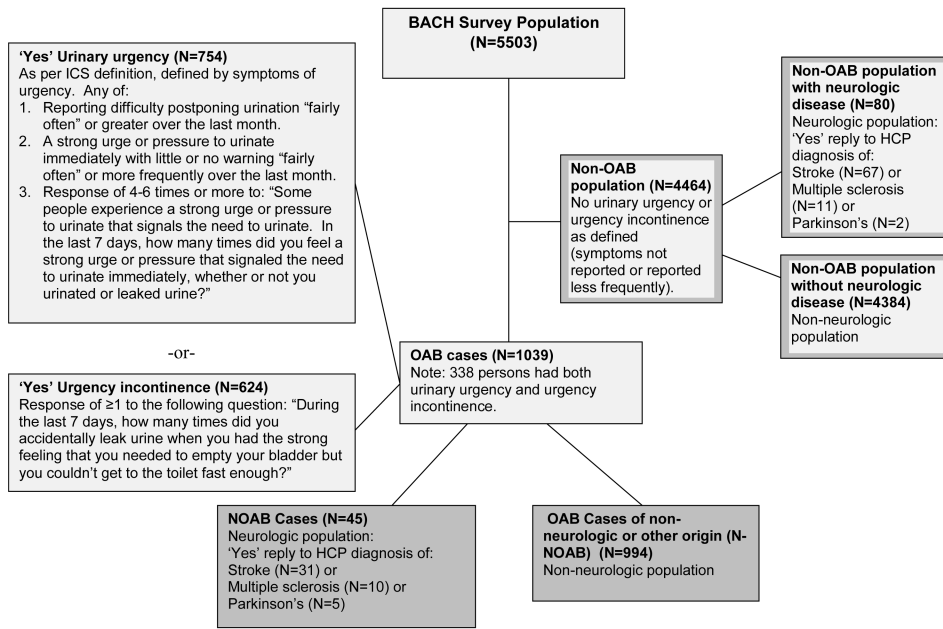 BACH Survey Population
(N=5503)
‘Yes’ Urinary urgency (N=754)
As per ICS definition, defined by symptoms of
urgency.  Any of:
1.  Reporting difficulty postponing urination “fairly
often” or greater over the last month.
2.  A strong urge or pressure to urinate
immediately with little or no warning “fairly
often” or more frequently over the last month.
3.  Response of 4-6 times or more to: “Some
people experience a strong urge or pressure
to urinate that signals the need to urinate.  In
the last 7 days, how many times did you feel a
strong urge or pressure that signaled the need
to urinate immediately, whether or not you
urinated or leaked urine?”
-or-
‘Yes’ Urgency incontinence (N=624)
Response of ≥1 to the following question: “During
the last 7 days, how many times did you
accidentally leak urine when you had the strong
feeling that you needed to empty your bladder but
you couldn’t get to the toilet fast enough?”
Non-OAB
population (N=4464)
No urinary urgency or
urgency incontinence
as defined
(symptoms not
reported or reported
less frequently).
Non-OAB population
with neurologic
disease (N=80)
Neurologic population:
‘Yes’ reply to HCP
diagnosis of:
Stroke (N=67) or
Multiple sclerosis
(N=11) or
Parkinson’s (N=2)
Non-OAB population
without neurologic
disease (N=4384)
Non-neurologic
population
OAB cases (N=1039)
Note: 338 persons had both
urinary urgency and urgency
incontinence.
NOAB Cases (N=45)
Neurologic population:
‘Yes’ reply to HCP diagnosis of:
Stroke (N=31) or
Multiple sclerosis (N=10) or
Parkinson’s (N=5)
OAB Cases of non-
neurologic or other origin (N-
NOAB)  (N=994)
Non-neurologic population